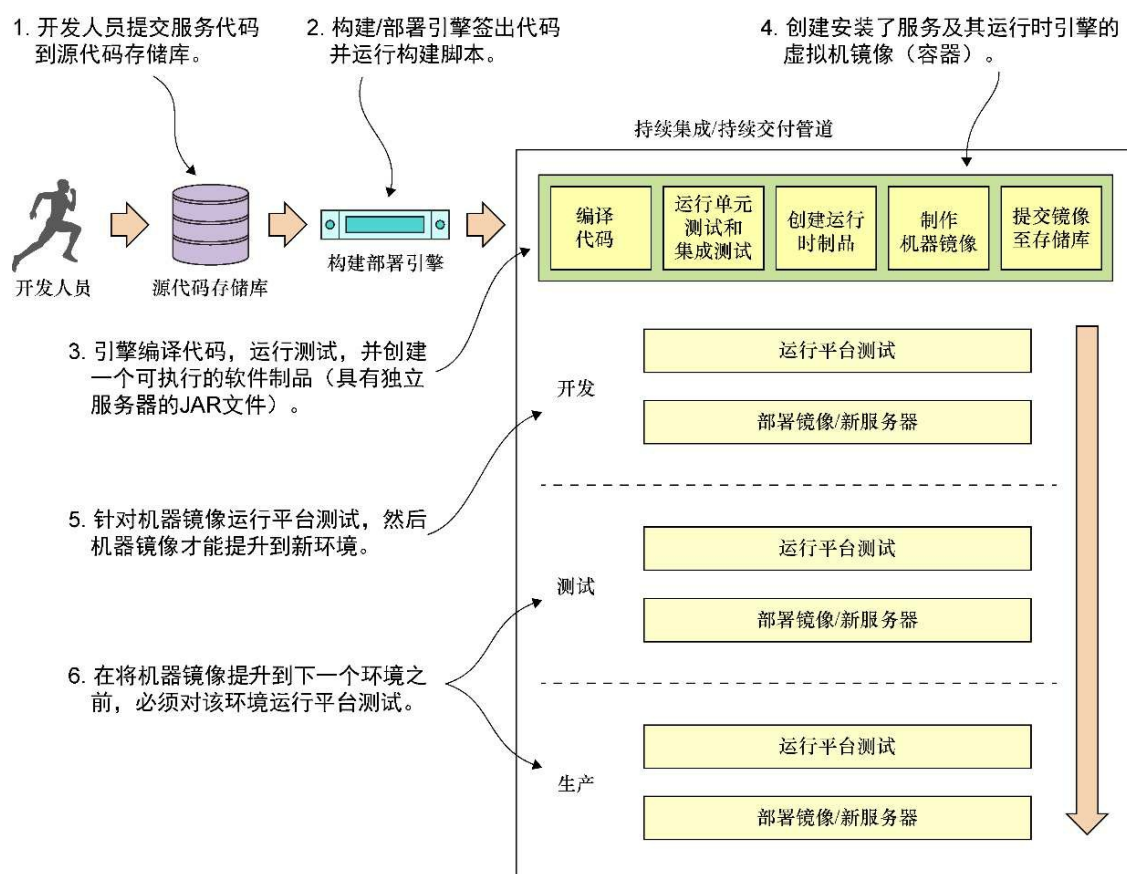 1. 开发人员提交服务代码
到源代码存储库。
2. 构建/部署引擎签出代码
并运行构建脚本。
4. 创建安装了服务及其运行时引擎的
虚拟机镜像（容器）。
持续集成/持续交付管道
编译
代码
运行单元
测试和
集成测试
创建运行
时制品
制作
机器镜像
提交镜像
至存储库
开发人员
源代码存储库
构建部署引擎
3. 引擎编译代码，运行测试，并创建
一个可执行的软件制品（具有独立
服务器的JAR文件）。
开发
运行平台测试
部署镜像/新服务器
5. 针对机器镜像运行平台测试，然后
机器镜像才能提升到新环境。
测试
运行平台测试
部署镜像/新服务器
6. 在将机器镜像提升到下一个环境之
前，必须对该环境运行平台测试。
生产
运行平台测试
部署镜像/新服务器